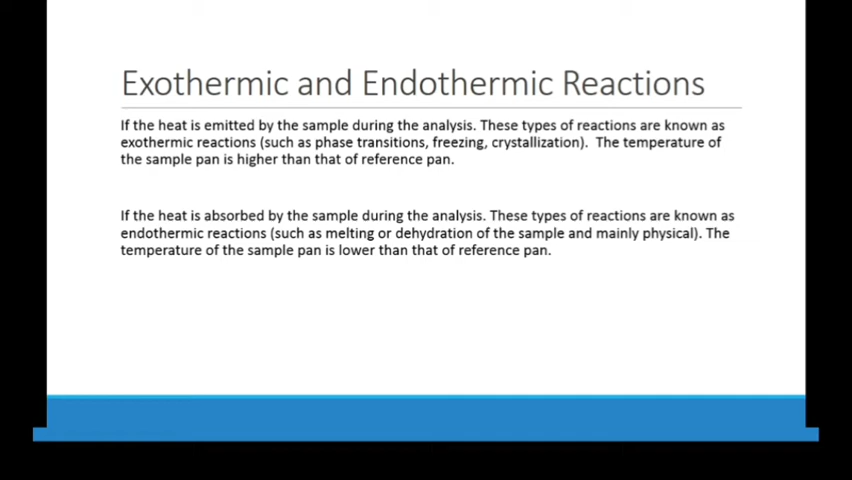 Exothermic and Endothermic Reactions
If the heat is emitted by the sample during the analysis. These types of reactions are known as
exothermic reactions (such as phase transitions, freezing, crystallization). The temperature of
the sample pan is higher than that of reference pan.
If the heat is absorbed by the sample during the analysis. These types of reactions are known as
endothermic reactions (such as melting or dehydration of the sample and mainly physical). The
temperature of the sample pan is lower than that of reference pan.